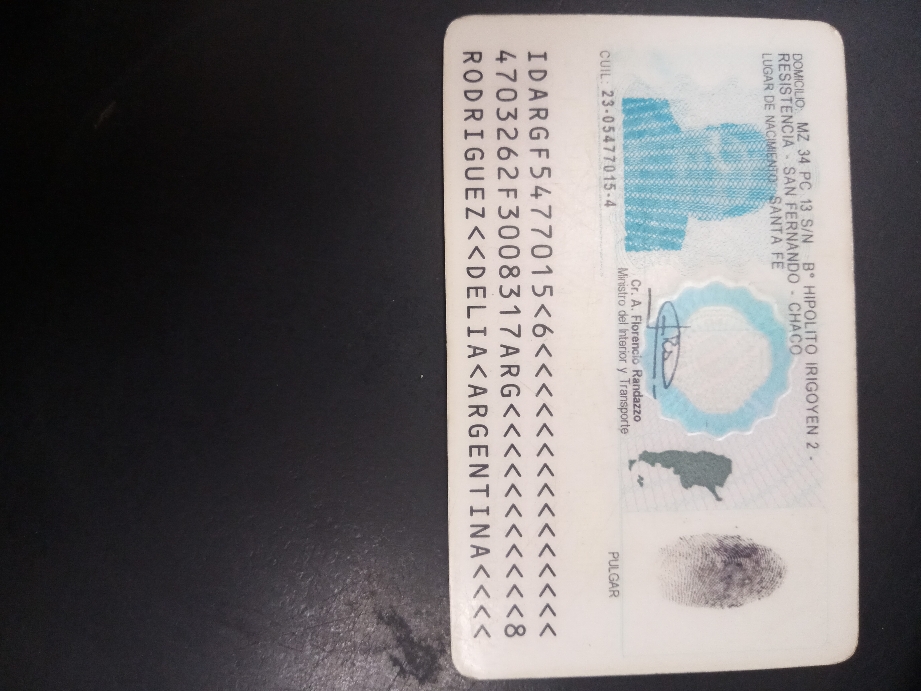 DOMICILIO: MZ 34 PC 13 S/N B° HIPOLITO IRIGOYEN 2 -
RESISTENCIA - SAN FERNANDO - CHACO
LUGAR DE NACIMIENTO: SANTA FE
Cr. A. Florencio Randazzo
Ministro del Interior y Transporte
CUIL: 23-05477015-4
PULGAR
IDARGF5477015<6<<<<<<<<<<<<<<<
4703262F3008317ARG<<<<<<<<<<<8
RODRIGUEZ<<DELIA<ARGENTINA<<<<